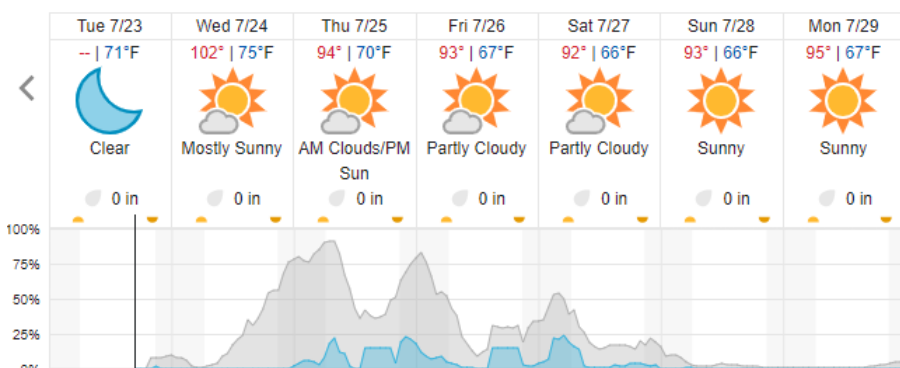 Tue 7/23 Wed 7/24 Thu 7/25 Fri 7/26 Sat 7/27 Sun 7/28 Mon 7/29
-- | 71°F 102° | 75°F 94° | 70°F 93° | 67°F 92° | 66°F 93° | 66°F 95° | 67°F
Clear Mostly Sunny AM Clouds/PM Partly Cloudy Partly Cloudy Sunny Sunny
Sun
0 in 0 in 0 in 0 in 0 in 0 in 0 in
100%
75%
50%
25%
0%